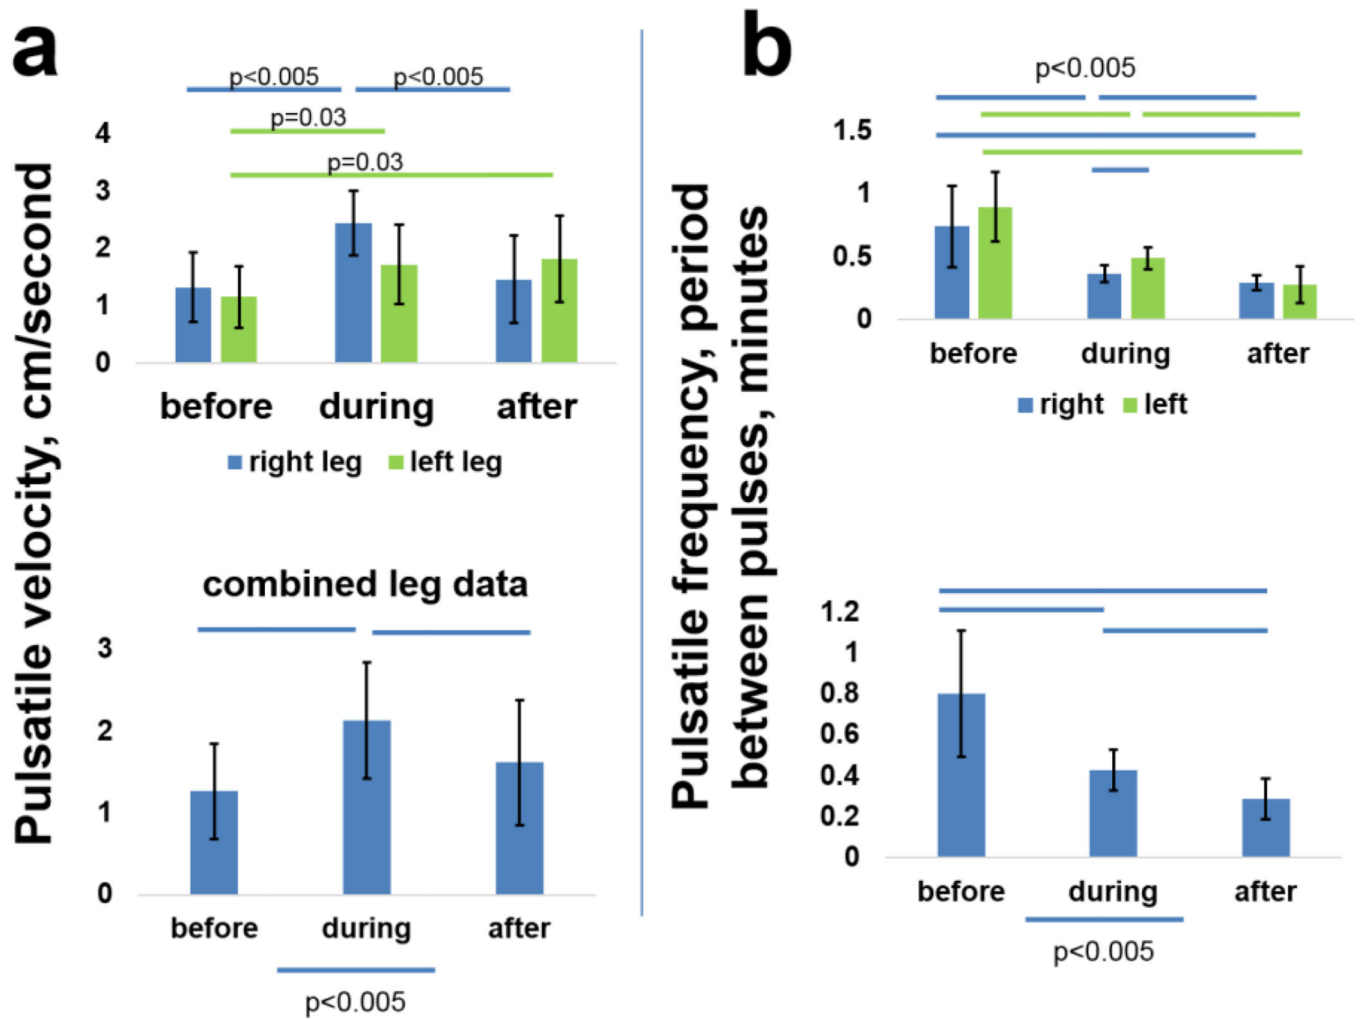 a
Pulsatile velocity, cm/second
p<0.005 p<0.005
p=0.03
p=0.03
4
3
2
1
0
before during after
right leg left leg
combined leg data
3
2
1
0
before during after
p<0.005
b
Pulsatile frequency, period
between pulses, minutes
p<0.005
1.5
1
0.5
0
before during after
right left
1.2
1
0.8
0.6
0.4
0.2
0
before during after
p<0.005